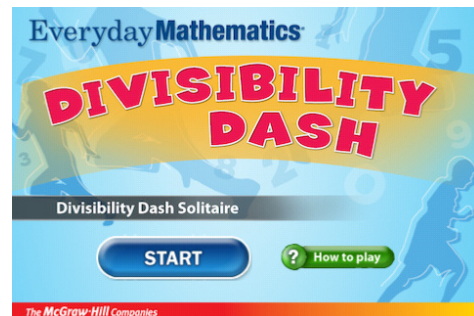 Everyday Mathematics
DIVISIBILITY
DASH
Divisibility Dash Solitaire
START
? How to play
The McGraw·Hill Companies